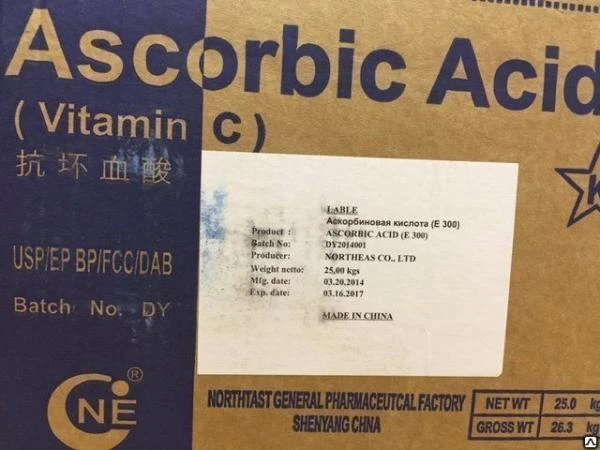 Ascorbic Acid
( Vitamin C )
抗坏血酸
USP/EP BP/FCC/DAB
Batch No. DY
LABLE
Аскорбиновая кислота (E 300)
Product : ASCORBIC ACID (E 300)
Batch No: DY2014001
Producer: NORTHEAS CO., LTD
Weight netto: 25,00 kgs
Mfg. date: 03.20.2014
Exp. date: 03.16.2017
MADE IN CHINA
NE ®
NORTHTAST GENERAL PHARMACEUTCAL FACTORY
SHENYANG CHNA
NET WT 25.0 kg
GROSS WT 26.3 kg